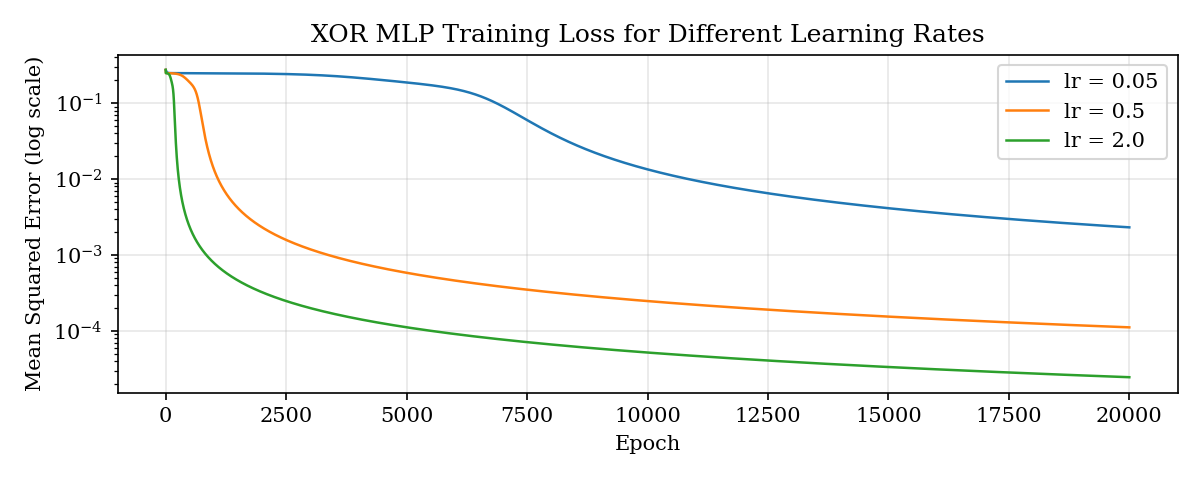 XOR MLP Training Loss for Different Learning Rates
Mean Squared Error (log scale)
10⁻¹
10⁻²
10⁻³
10⁻⁴
lr = 0.05
lr = 0.5
lr = 2.0
0 2500 5000 7500 10000 12500 15000 17500 20000
Epoch